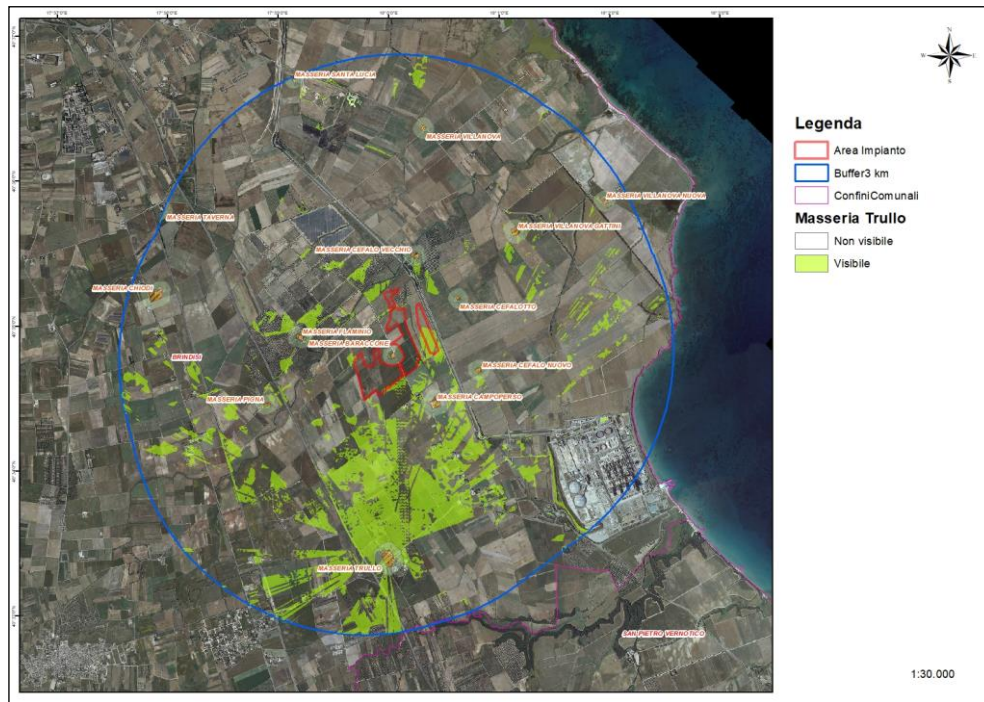 N
W
E
S
MASSERIA SANTA LUCIA
MASSERIA VILLANOVA
MASSERIA VILLANOVA NUOVA
MASSERIA TAVERNA
MASSERIA VILLANOVA GATTINI
MASSERIA CEFALO VECCHIO
MASSERIA CHIODI
MASSERIA CEFALOTTO
MASSERIA FLAMINIO
MASSERIA BARACCONE
BRINDISI
MASSERIA CEFALO NUOVO
MASSERIA PIGNA
MASSERIA CAMPOPERSO
MASSERIA TRULLO
SAN PIETRO VERNOTICO
Legenda
Area Impianto
Buffer3 km
ConfiniComunali
Masseria Trullo
Non visibile
Visibile
1:30.000